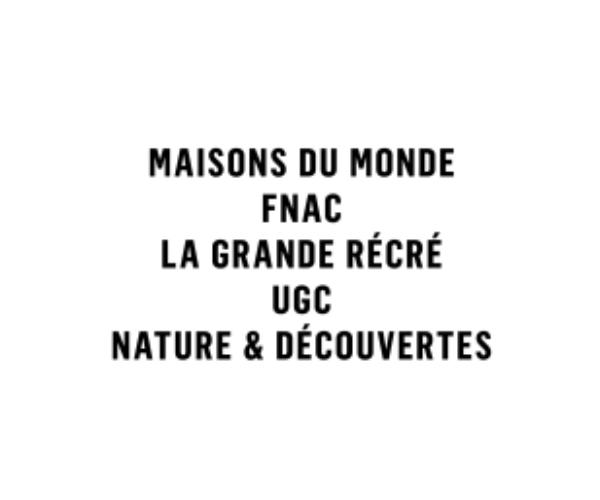 MAISONS DU MONDE
FNAC
LA GRANDE RÉCRÉ
UGC
NATURE & DÉCOUVERTES